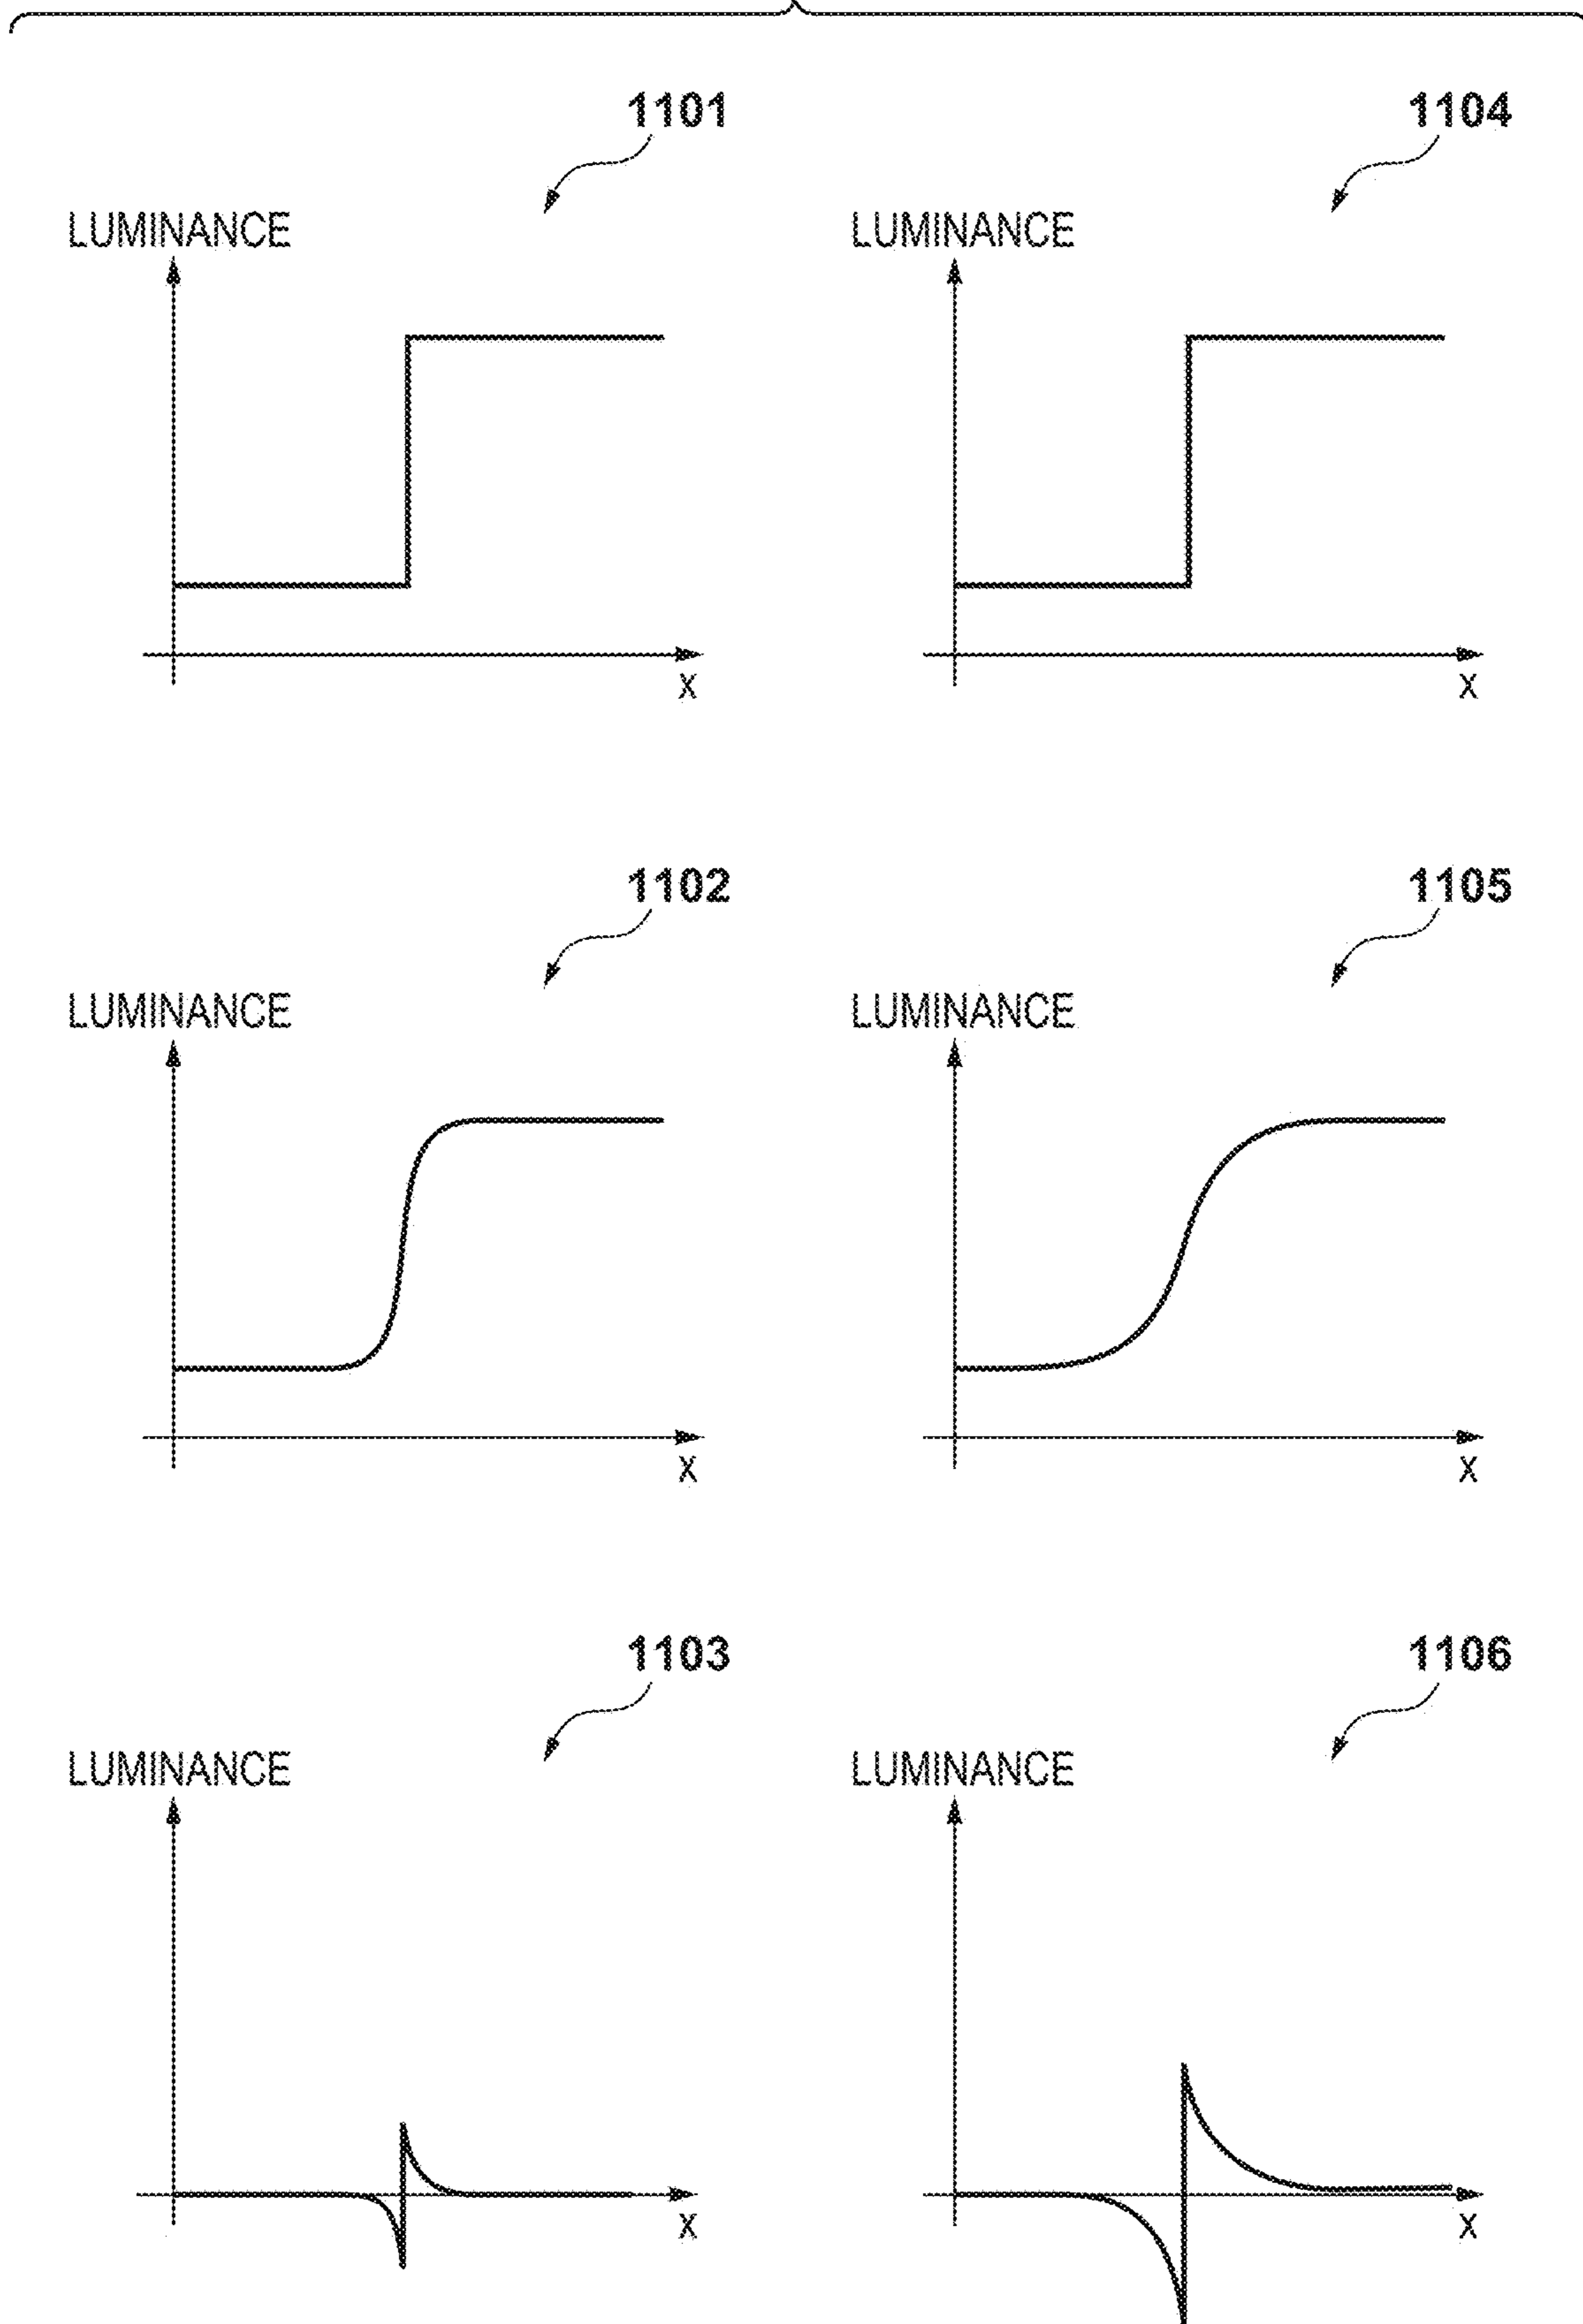 1101
LUMINANCE
X
1104
LUMINANCE
X
1102
LUMINANCE
X
1105
LUMINANCE
X
1103
LUMINANCE
X
1106
LUMINANCE
X